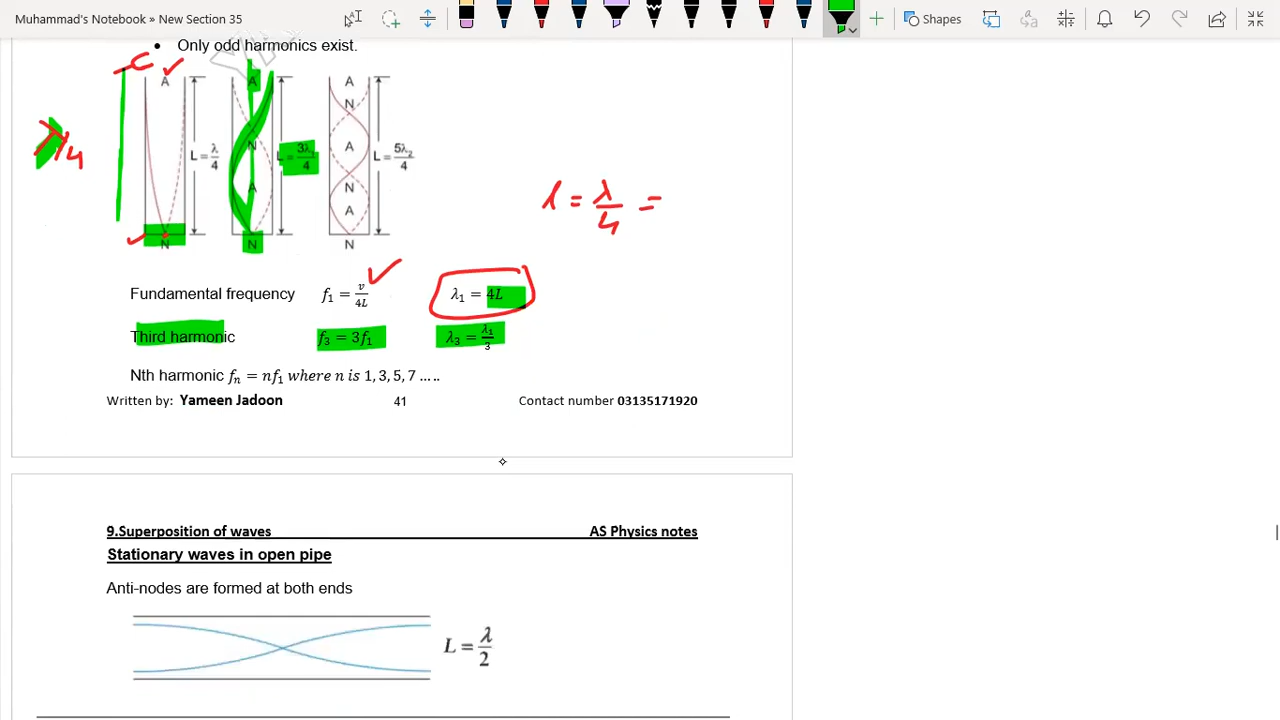 Muhammad's Notebook » New Section 35
Shapes
• Only odd harmonics exist.
C
A A A
N
λ/4
N A
L = λ/4 L = 3λ/4 L = 5λ₂/4
A N
A
N N N
l = λ/4 =
Fundamental frequency f₁ = v/4L λ₁ = 4L
Third harmonic f₃ = 3f₁ λ₃ = λ₁/3
Nth harmonic fₙ = nf₁ where n is 1, 3, 5, 7 .....
Written by: Yameen Jadoon 41 Contact number 03135171920
9.Superposition of waves AS Physics notes
Stationary waves in open pipe
Anti-nodes are formed at both ends
L = λ/2